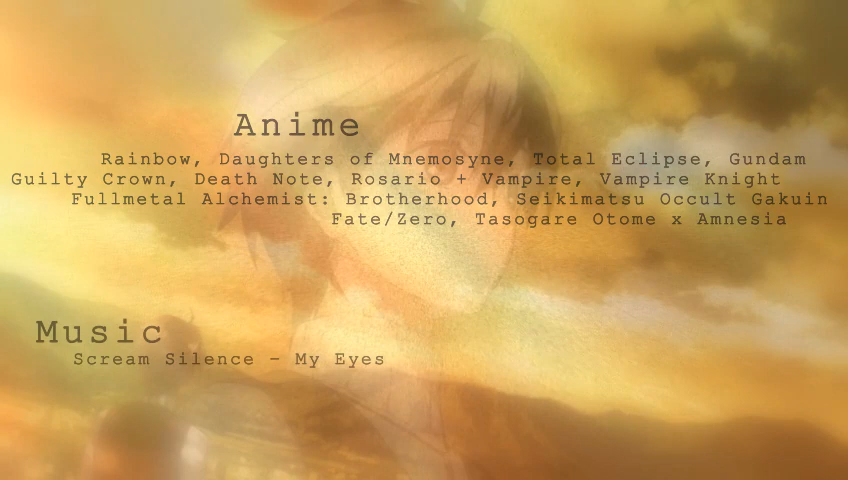 Anime
Rainbow, Daughters of Mnemosyne, Total Eclipse, Gundam
Guilty Crown, Death Note, Rosario + Vampire, Vampire Knight
Fullmetal Alchemist: Brotherhood, Seikimatsu Occult Gakuin
Fate/Zero, Tasogare Otome x Amnesia
Music
Scream Silence - My Eyes